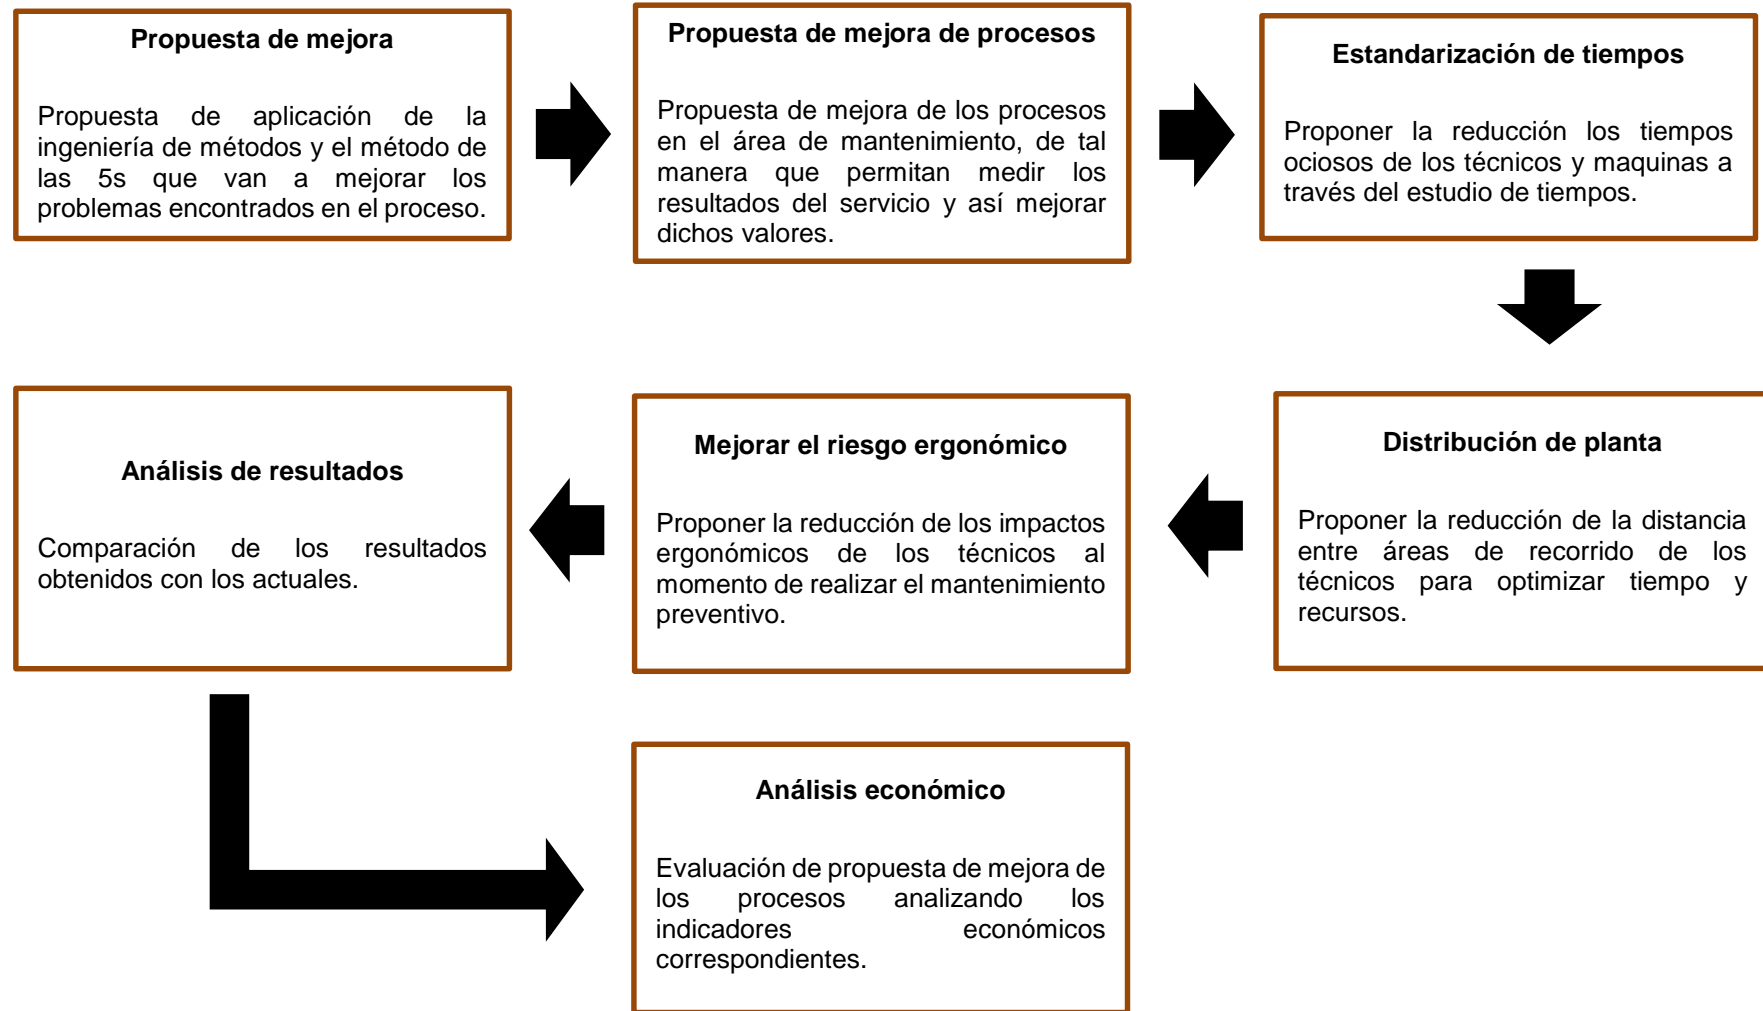 Propuesta de mejora
Propuesta de aplicación de la
ingeniería de métodos y el método de
las 5s que van a mejorar los
problemas encontrados en el proceso.
Propuesta de mejora de procesos
Propuesta de mejora de los procesos
en el área de mantenimiento, de tal
manera que permitan medir los
resultados del servicio y así mejorar
dichos valores.
Estandarización de tiempos
Proponer la reducción los tiempos
ociosos de los técnicos y maquinas a
través del estudio de tiempos.
Distribución de planta
Proponer la reducción de la distancia
entre áreas de recorrido de los
técnicos para optimizar tiempo y
recursos.
Mejorar el riesgo ergonómico
Proponer la reducción de los impactos
ergonómicos de los técnicos al
momento de realizar el mantenimiento
preventivo.
Análisis de resultados
Comparación de los resultados
obtenidos con los actuales.
Análisis económico
Evaluación de propuesta de mejora de
los procesos analizando los
indicadores económicos
correspondientes.